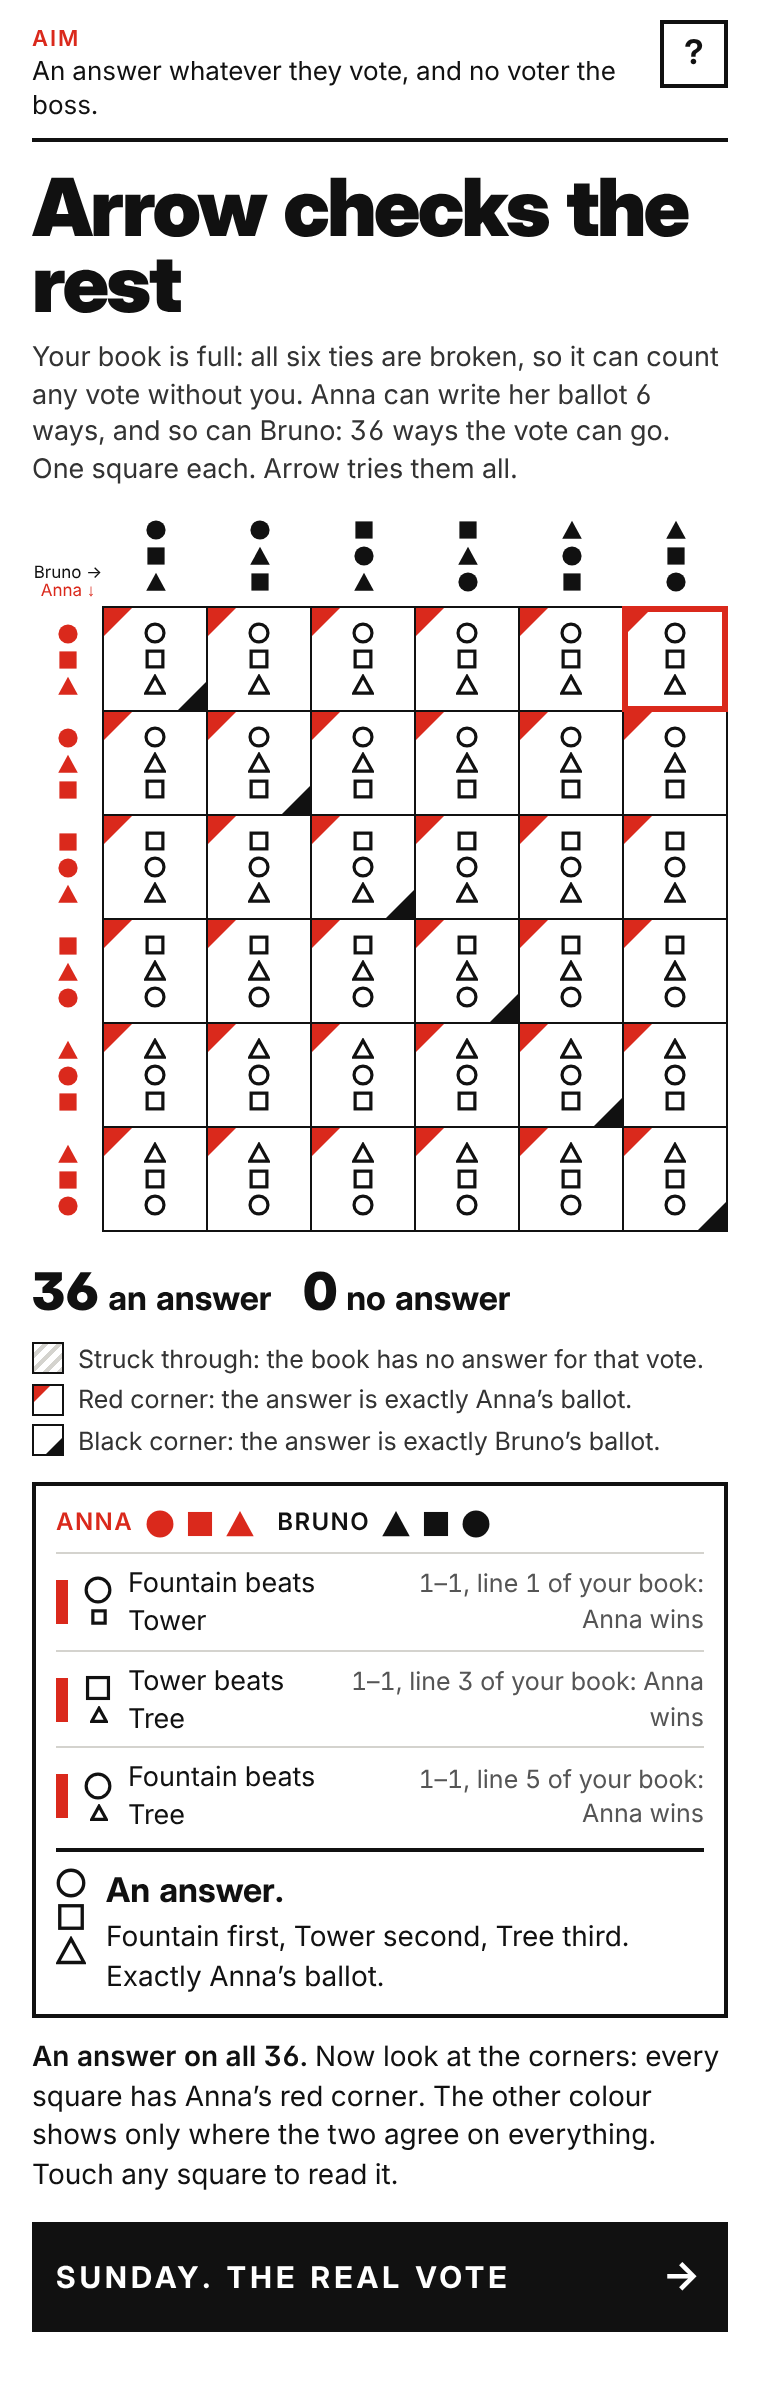 AIM
An answer whatever they vote, and no voter the
boss.
?
Arrow checks the
rest
Your book is full: all six ties are broken, so it can count
any vote without you. Anna can write her ballot 6
ways, and so can Bruno: 36 ways the vote can go.
One square each. Arrow tries them all.
Bruno →
Anna ↓
36 an answer 0 no answer
Struck through: the book has no answer for that vote.
Red corner: the answer is exactly Anna’s ballot.
Black corner: the answer is exactly Bruno’s ballot.
ANNA BRUNO
Fountain beats
Tower
1–1, line 1 of your book:
Anna wins
Tower beats
Tree
1–1, line 3 of your book: Anna
wins
Fountain beats
Tree
1–1, line 5 of your book:
Anna wins
An answer.
Fountain first, Tower second, Tree third.
Exactly Anna’s ballot.
An answer on all 36. Now look at the corners: every
square has Anna’s red corner. The other colour
shows only where the two agree on everything.
Touch any square to read it.
SUNDAY. THE REAL VOTE →